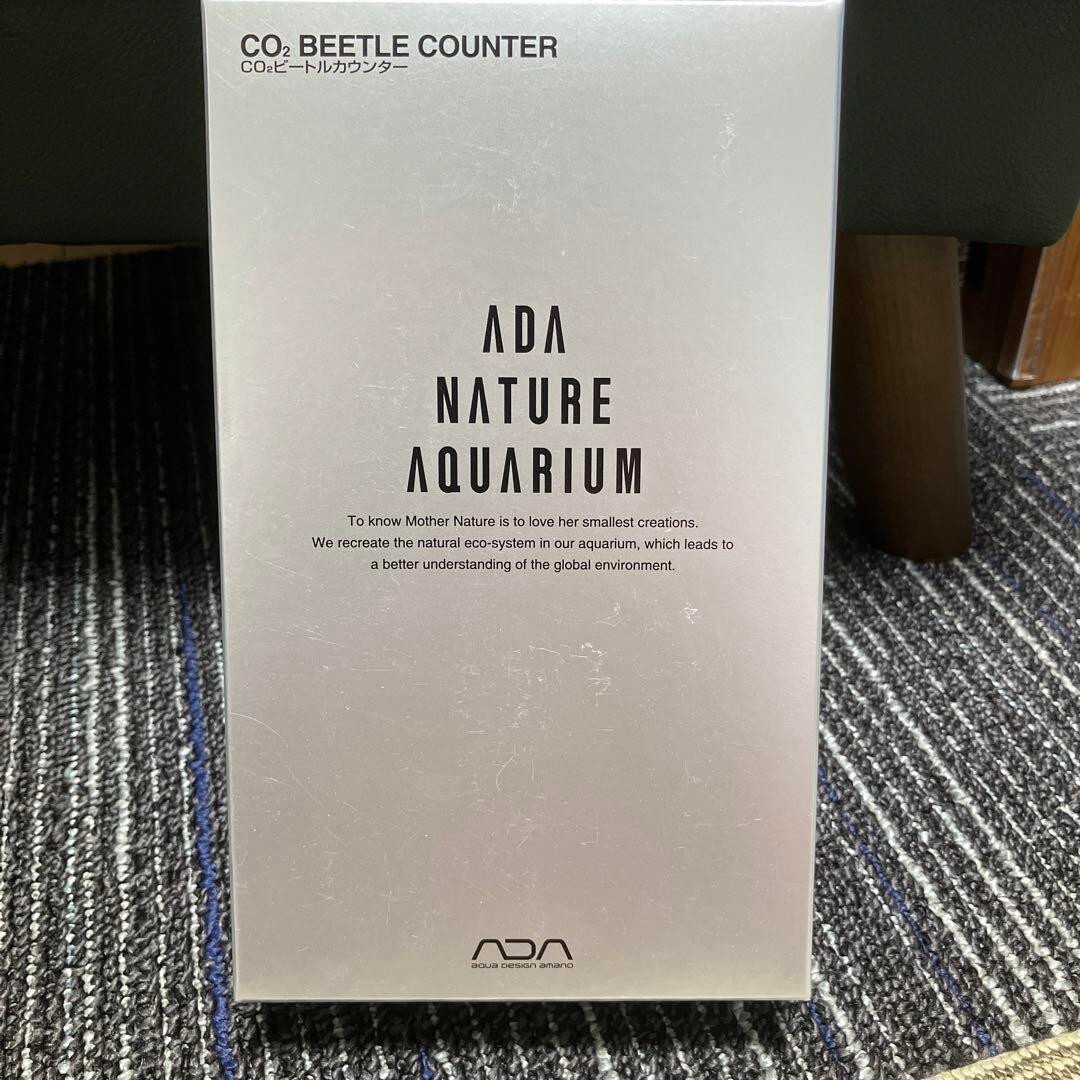 CO₂ BEETLE COUNTER
CO₂ビートルカウンター
ADA
NATURE
AQUARIUM
To know Mother Nature is to love her smallest creations.
We recreate the natural eco-system in our aquarium, which leads to
a better understanding of the global environment.
ADA
aqua design amano